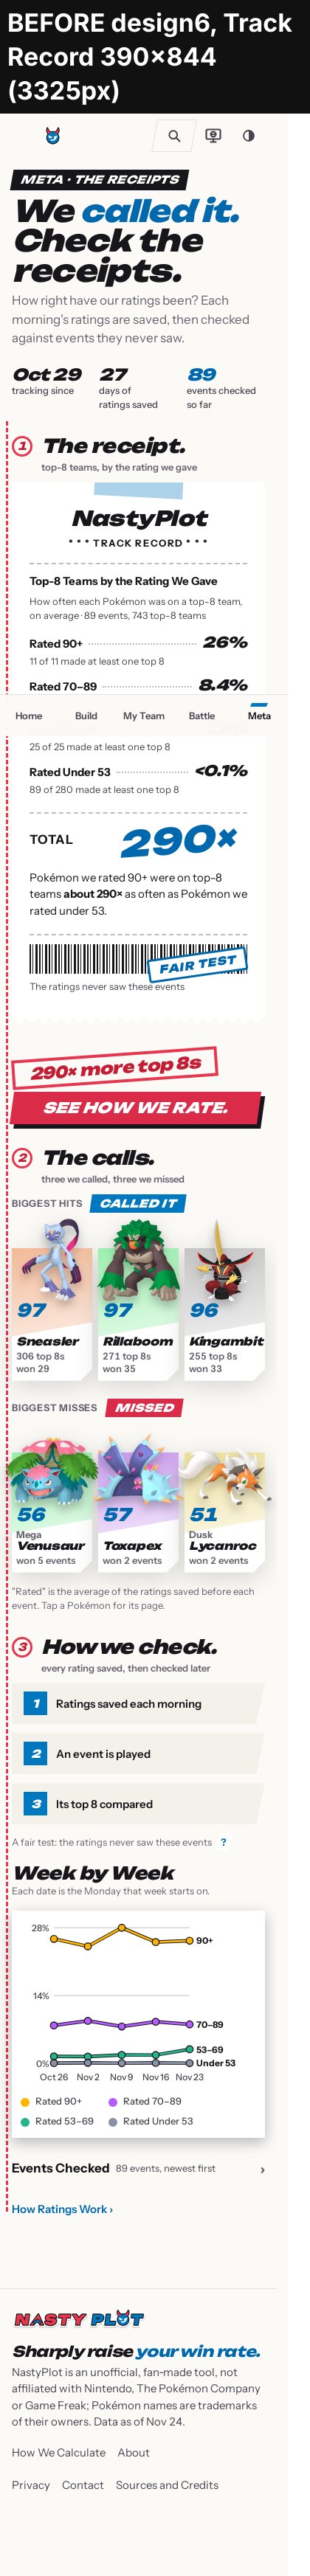 BEFORE design6, Track
Record 390×844
(3325px)
META · THE RECEIPTS
We called it.
Check the
receipts.
How right have our ratings been? Each
morning's ratings are saved, then checked
against events they never saw.
Oct 29
tracking since
27
days of
ratings saved
89
events checked
so far
1 The receipt.
top-8 teams, by the rating we gave
NastyPlot
* * * TRACK RECORD * * *
Top-8 Teams by the Rating We Gave
How often each Pokémon was on a top-8 team,
on average · 89 events, 743 top-8 teams
Rated 90+ 26%
11 of 11 made at least one top 8
Rated 70–89 8.4%
Home Build My Team Battle Meta
25 of 25 made at least one top 8
Rated Under 53 <0.1%
89 of 280 made at least one top 8
TOTAL 290×
Pokémon we rated 90+ were on top-8
teams about 290× as often as Pokémon we
rated under 53.
FAIR TEST
The ratings never saw these events
290× more top 8s
SEE HOW WE RATE.
2 The calls.
three we called, three we missed
BIGGEST HITS CALLED IT
97
Sneasler
306 top 8s
won 29
97
Rillaboom
271 top 8s
won 35
96
Kingambit
255 top 8s
won 33
BIGGEST MISSES MISSED
56
Mega
Venusaur
won 5 events
57
Toxapex
won 2 events
51
Dusk
Lycanroc
won 2 events
"Rated" is the average of the ratings saved before each
event. Tap a Pokémon for its page.
3 How we check.
every rating saved, then checked later
1 Ratings saved each morning
2 An event is played
3 Its top 8 compared
A fair test: the ratings never saw these events ?
Week by Week
Each date is the Monday that week starts on.
28%
90+
14%
70–89
53–69
0% Under 53
Oct 26 Nov 2 Nov 9 Nov 16 Nov 23
Rated 90+ Rated 70–89
Rated 53–69 Rated Under 53
Events Checked 89 events, newest first ›
How Ratings Work ›
NASTY PLOT
Sharply raise your win rate.
NastyPlot is an unofficial, fan-made tool, not
affiliated with Nintendo, The Pokémon Company
or Game Freak; Pokémon names are trademarks
of their owners. Data as of Nov 24.
How We Calculate About
Privacy Contact Sources and Credits